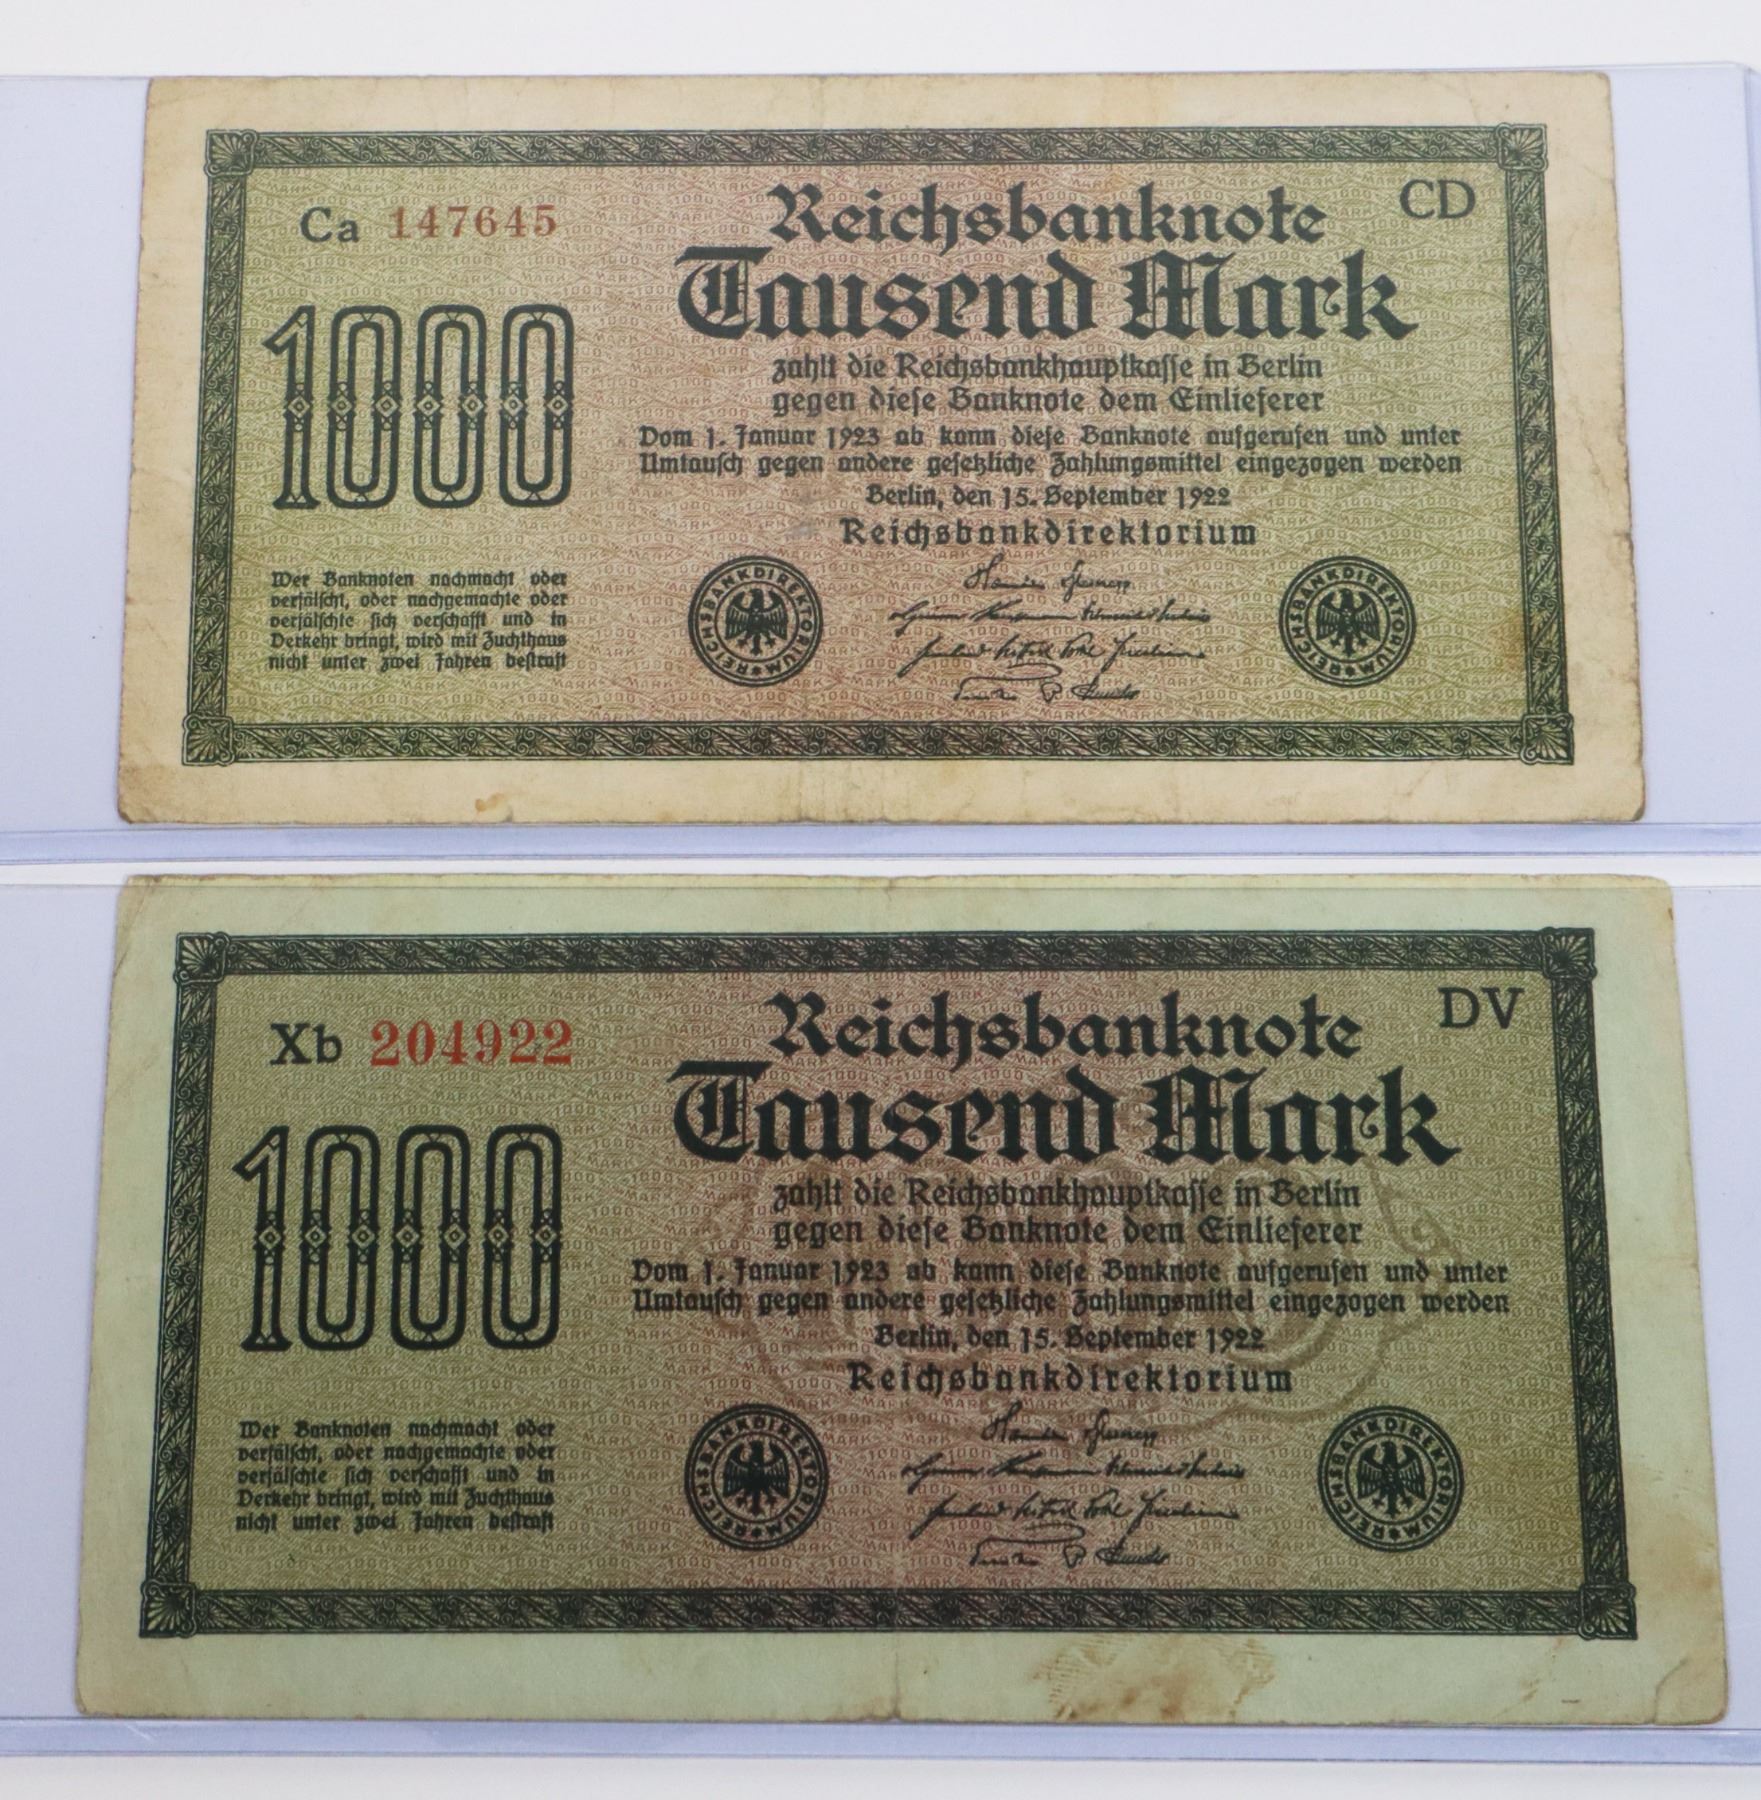 Ca 147645
CD
Reichsbanknote
Tausend Mark
1000
zahlt die Reichsbankhauptkasse in Berlin
gegen diese Banknote dem Einlieferer
Vom 1. Januar 1923 ab kann diese Banknote aufgerufen und unter
Umtausch gegen andere gesetzliche Zahlungsmittel eingezogen werden
Berlin, den 15. September 1922
Reichsbankdirektorium
Wer Banknoten nachmacht oder
verfälscht, oder nachgemachte oder
verfälschte sich verschafft und in
Verkehr bringt, wird mit Zuchthaus
nicht unter zwei Jahren bestraft
REICHSBANKDIREKTORIUM
REICHSBANKDIREKTORIUM
Xb 204922
DV
Reichsbanknote
Tausend Mark
1000
zahlt die Reichsbankhauptkasse in Berlin
gegen diese Banknote dem Einlieferer
Vom 1. Januar 1923 ab kann diese Banknote aufgerufen und unter
Umtausch gegen andere gesetzliche Zahlungsmittel eingezogen werden
Berlin, den 15. September 1922
Reichsbankdirektorium
Wer Banknoten nachmacht oder
verfälscht, oder nachgemachte oder
verfälschte sich verschafft und in
Verkehr bringt, wird mit Zuchthaus
nicht unter zwei Jahren bestraft
REICHSBANKDIREKTORIUM
REICHSBANKDIREKTORIUM